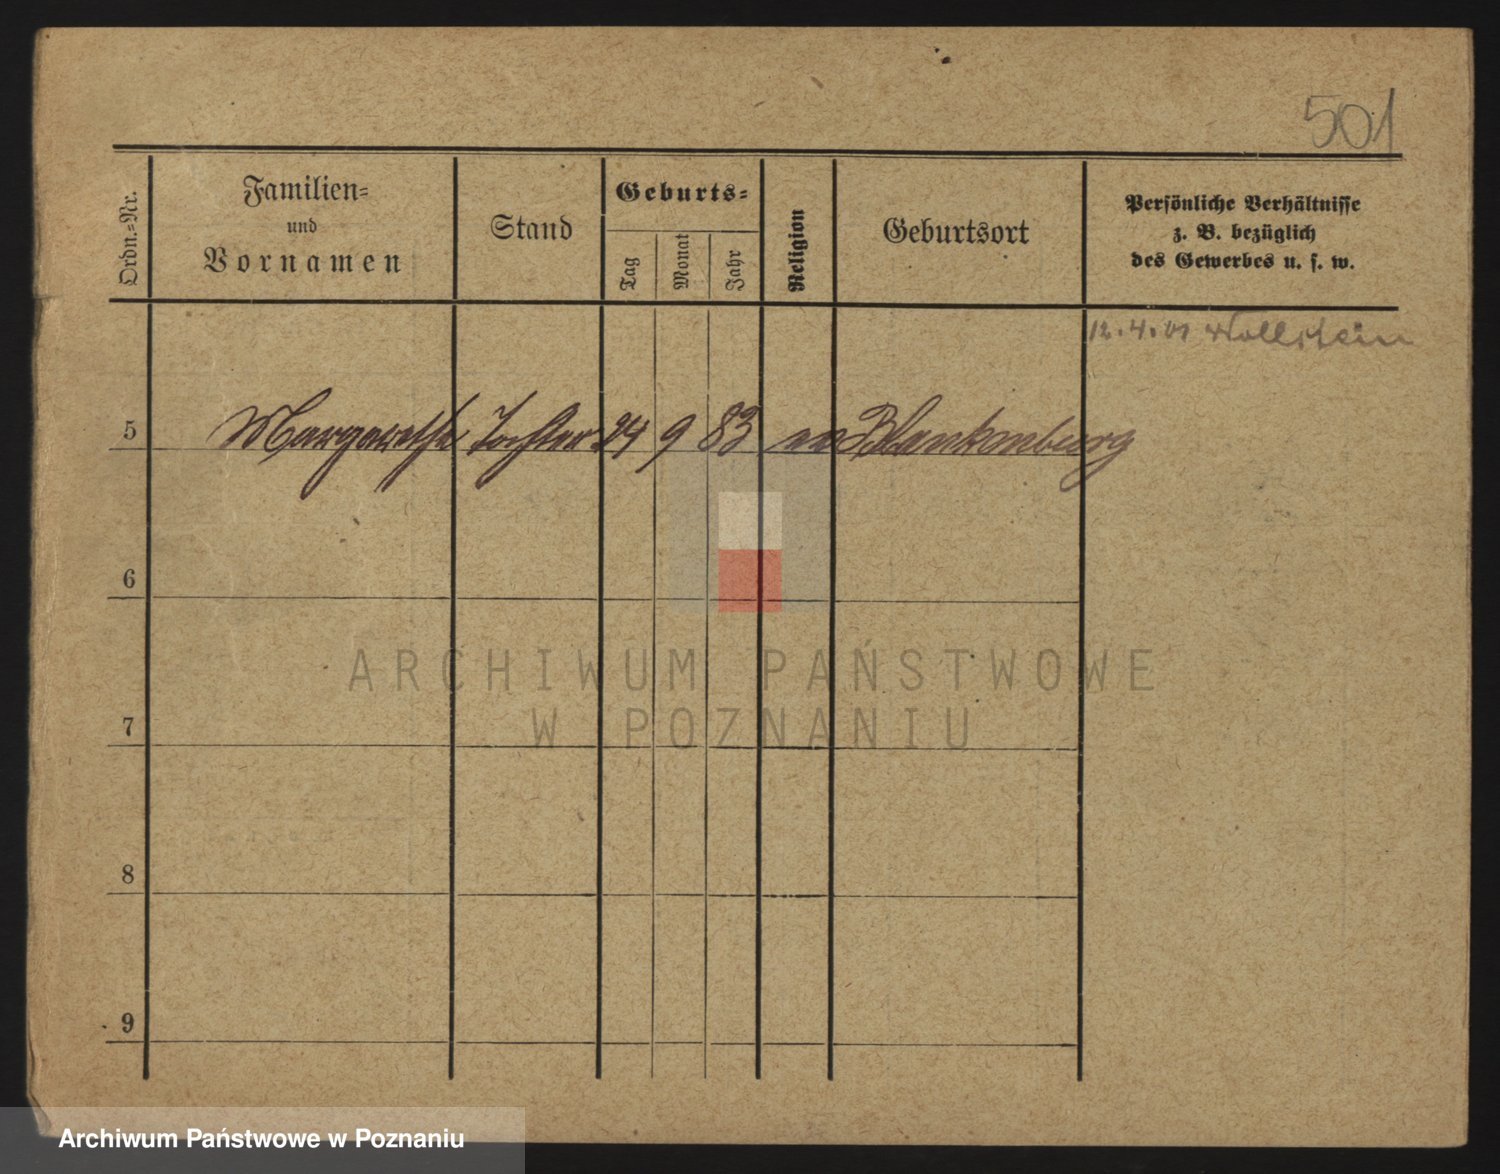 501
Ordn.-Nr.
Familien-
und
Vornamen
Stand
Geburts-
Tag
Monat
Jahr
Religion
Geburtsort
Persönliche Verhältnisse
z. B. bezüglich
des Gewerbes u. s. w.
12.4.01 Wollstein
5 Margarethe Tochter 24 9 83 ev Blankenburg
6
7
8
9
ARCHIWUM PAŃSTWOWE
W POZNANIU
Archiwum Państwowe w Poznaniu